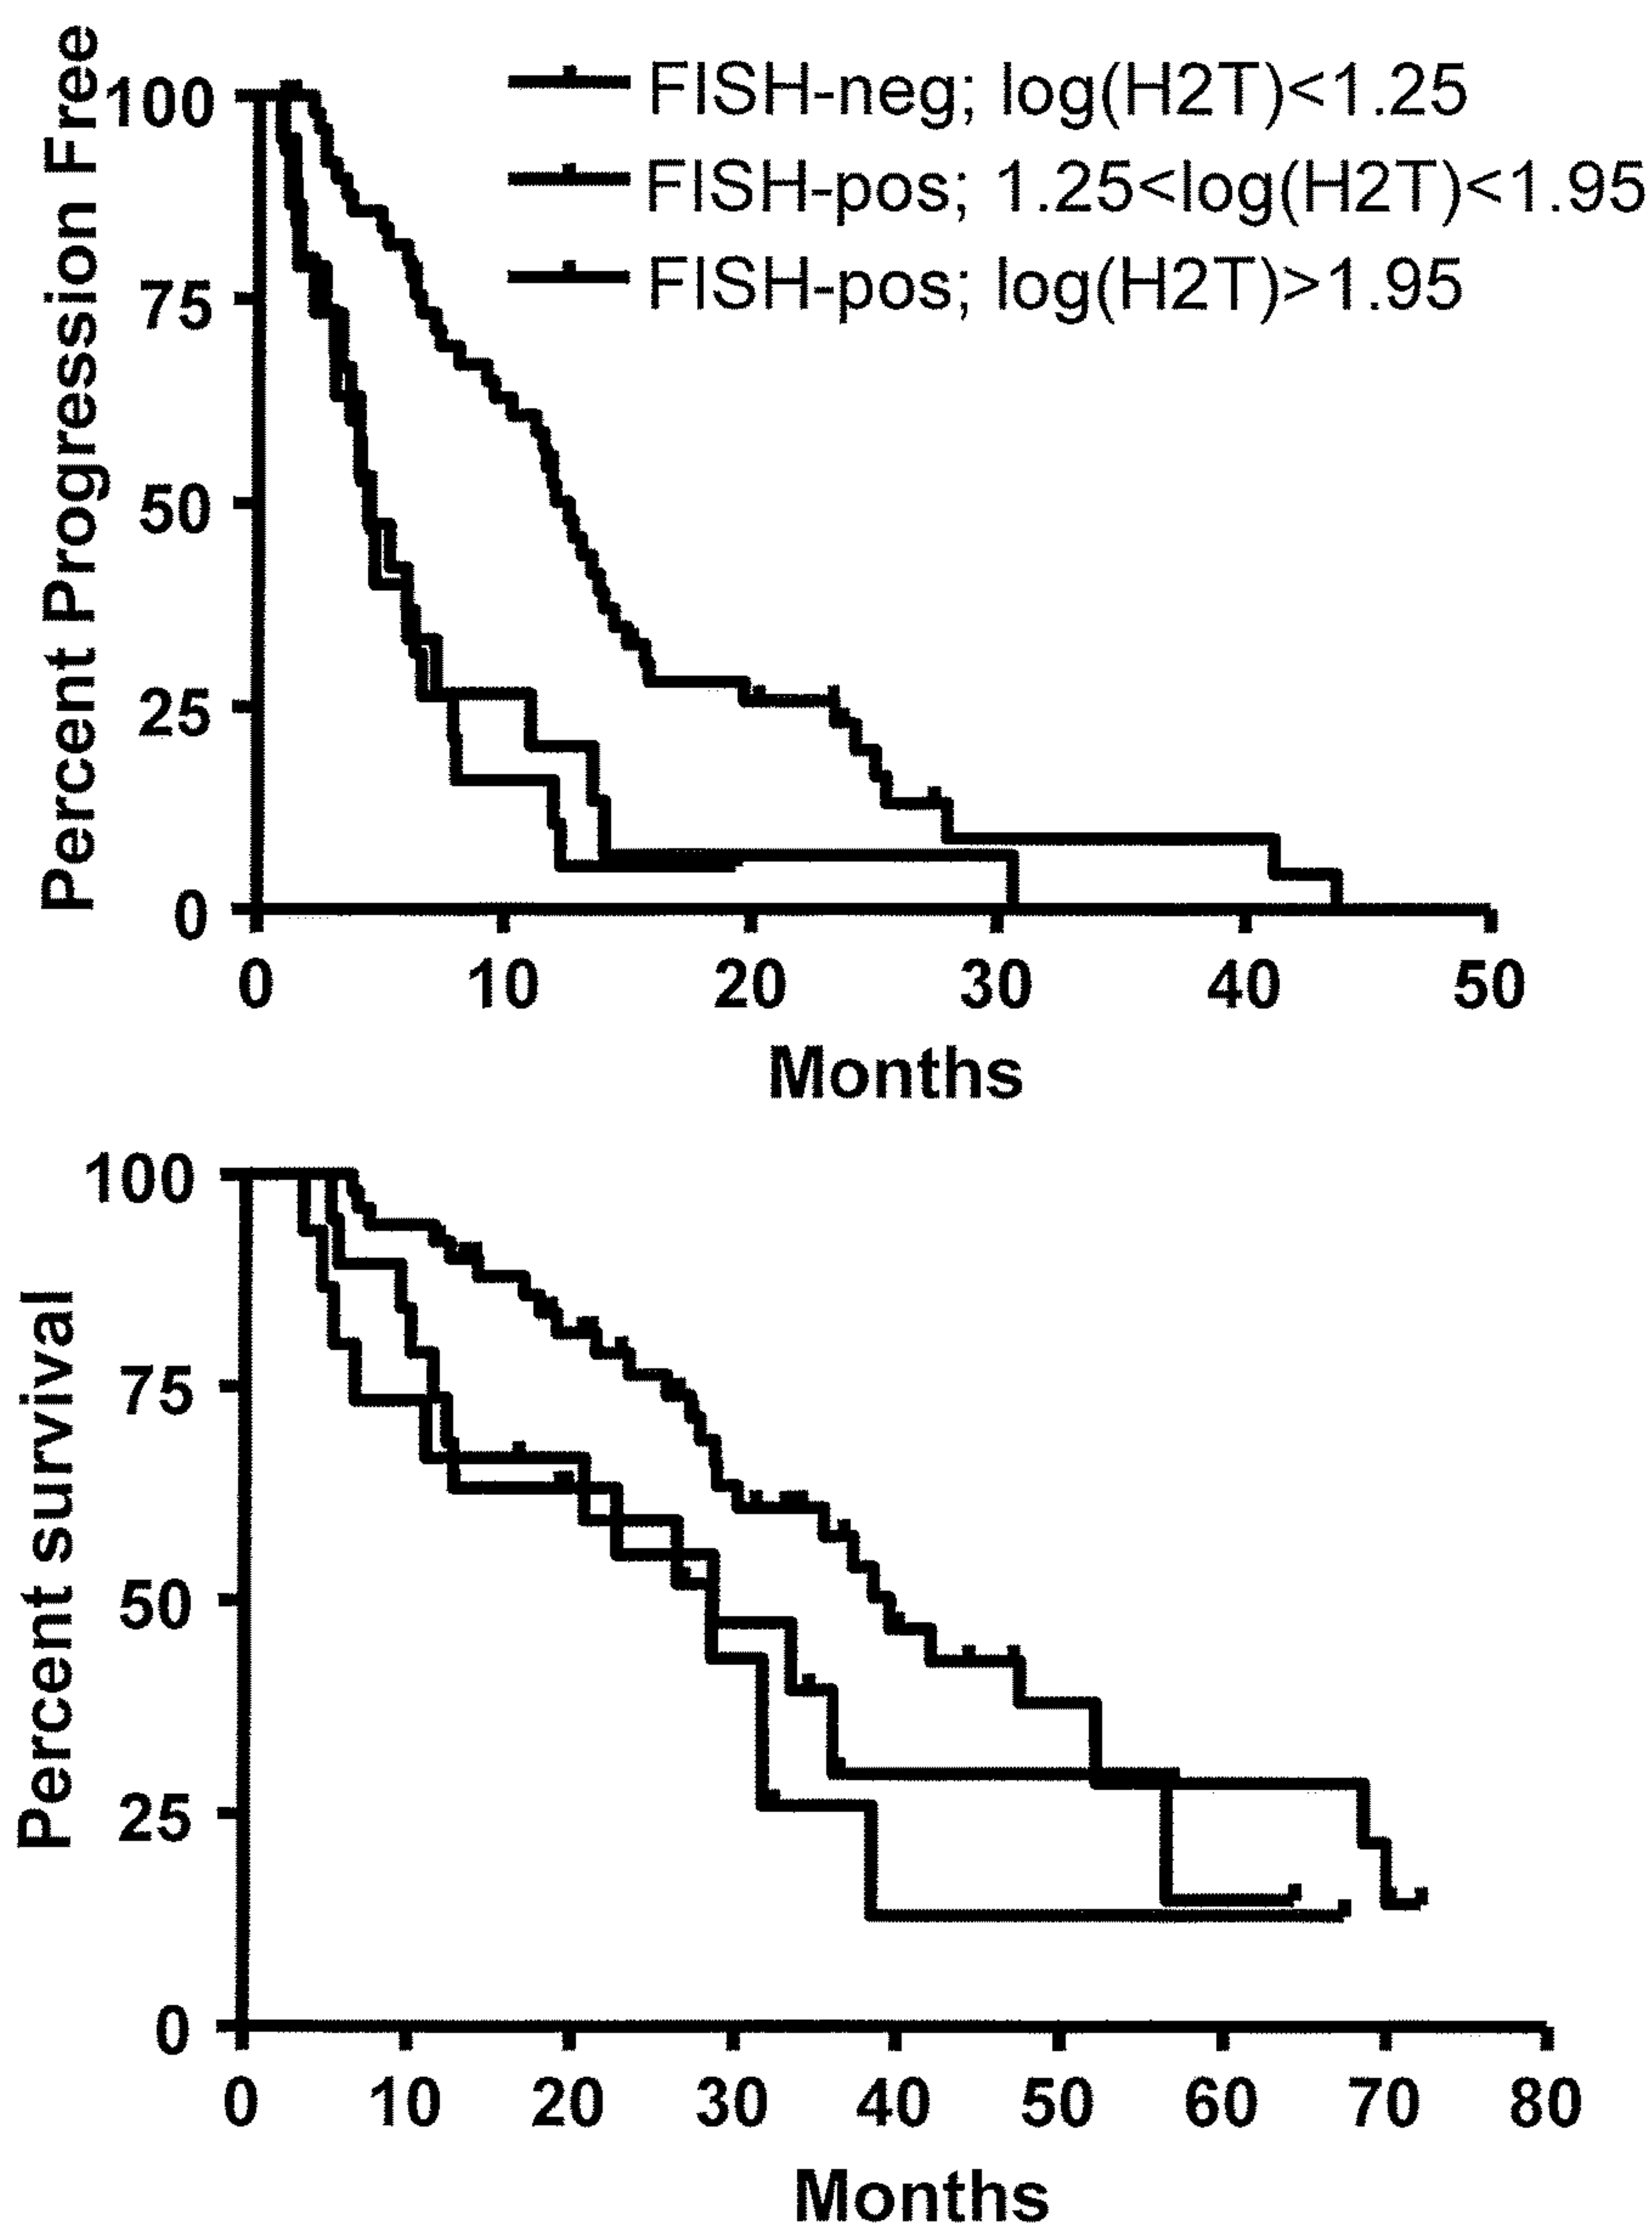 Percent Progression Free
100
75
50
25
0
FISH-neg; log(H2T)<1.25
FISH-pos; 1.25<log(H2T)<1.95
FISH-pos; log(H2T)>1.95
0 10 20 30 40 50
Months
Percent survival
100
75
50
25
0
0 10 20 30 40 50 60 70 80
Months